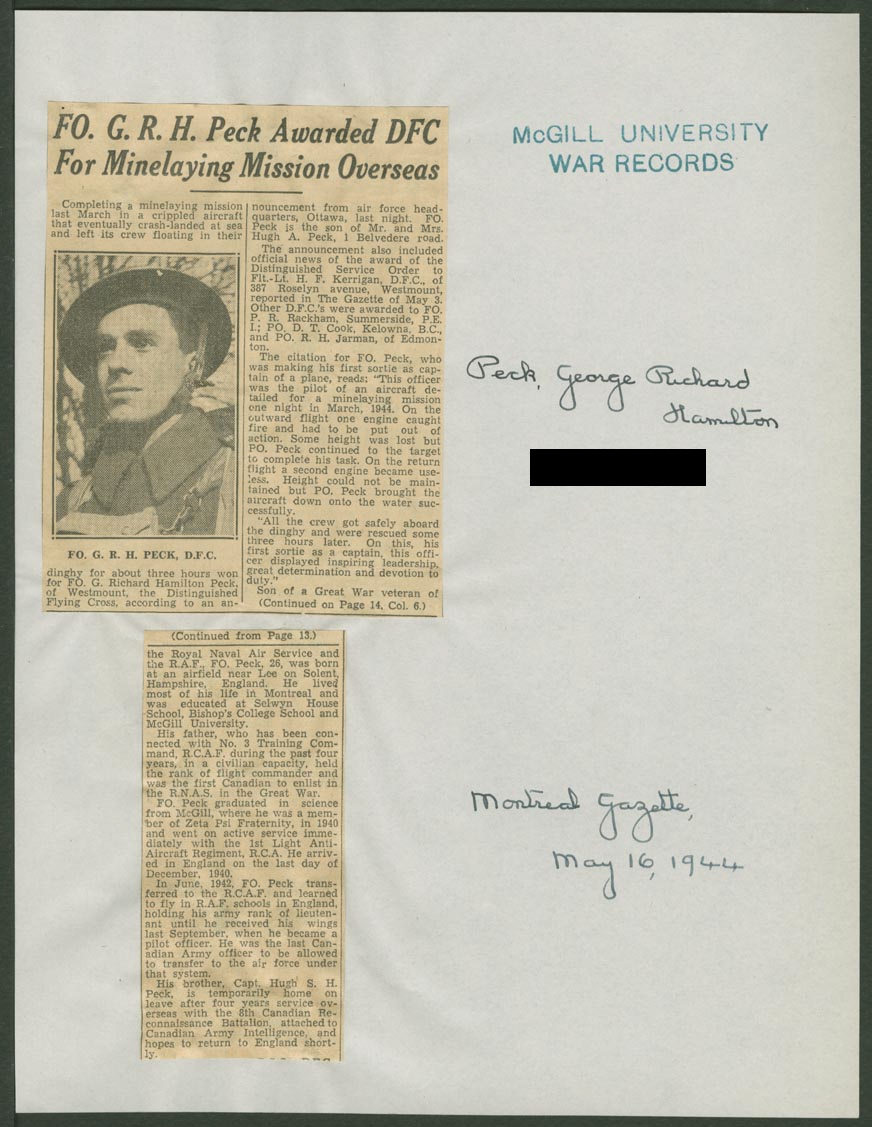 FO. G. R. H. Peck Awarded DFC
For Minelaying Mission Overseas
Completing a minelaying mission
last March in a crippled aircraft
that eventually crash-landed at sea
and left its crew floating in their
FO. G. R. H. PECK, D.F.C.
dinghy for about three hours won
for FO. G. Richard Hamilton Peck,
of Westmount, the Distinguished
Flying Cross, according to an an-
nouncement from air force head-
quarters, Ottawa, last night. FO.
Peck is the son of Mr. and Mrs.
Hugh A. Peck, 1 Belvedere road.
The announcement also included
official news of the award of the
Distinguished Service Order to
Flt.-Lt. H. F. Kerrigan, D.F.C., of
387 Roselyn avenue, Westmount,
reported in The Gazette of May 3.
Other D.F.C.'s were awarded to FO.
P. R. Rackham, Summerside, P.E.
I.; PO. D. T. Cook, Kelowna, B.C.,
and PO. R. H. Jarman, of Edmon-
ton.
The citation for FO. Peck, who
was making his first sortie as cap-
tain of a plane, reads: "This officer
was the pilot of an aircraft de-
tailed for a minelaying mission
one night in March, 1944. On the
outward flight one engine caught
fire and had to be put out of
action. Some height was lost but
PO. Peck continued to the target
to complete his task. On the return
flight a second engine became use-
less. Height could not be main-
tained but PO. Peck brought the
aircraft down onto the water suc-
cessfully.
"All the crew got safely aboard
the dinghy and were rescued some
three hours later. On this, his
first sortie as a captain, this offi-
cer displayed inspiring leadership,
great determination and devotion to
duty."
Son of a Great War veteran of
(Continued on Page 14, Col. 6.)
(Continued from Page 13.)
the Royal Naval Air Service and
the R.A.F., FO. Peck, 26, was born
at an airfield near Lee on Solent,
Hampshire, England. He lived
most of his life in Montreal and
was educated at Selwyn House
School, Bishop's College School and
McGill University.
His father, who has been con-
nected with No. 3 Training Com-
mand, R.C.A.F. during the past four
years, in a civilian capacity, held
the rank of flight commander and
was the first Canadian to enlist in
the R.N.A.S. in the Great War.
FO. Peck graduated in science
from McGill, where he was a mem-
ber of Zeta Psi Fraternity, in 1940
and went on active service imme-
diately with the 1st Light Anti-
Aircraft Regiment, R.C.A. He arriv-
ed in England on the last day of
December, 1940.
In June, 1942, FO. Peck trans-
ferred to the R.C.A.F. and learned
to fly in R.A.F. schools in England,
holding his army rank of lieuten-
ant until he received his wings
last September, when he became a
pilot officer. He was the last Can-
adian Army officer to be allowed
to transfer to the air force under
that system.
His brother, Capt. Hugh S. H.
Peck, is temporarily home on
leave after four years service ov-
erseas with the 8th Canadian Re-
connaissance Battalion, attached to
Canadian Army Intelligence, and
hopes to return to England short-
ly.
McGILL UNIVERSITY
WAR RECORDS
Peck, George Richard
Hamilton
Montreal Gazette,
May 16, 1944